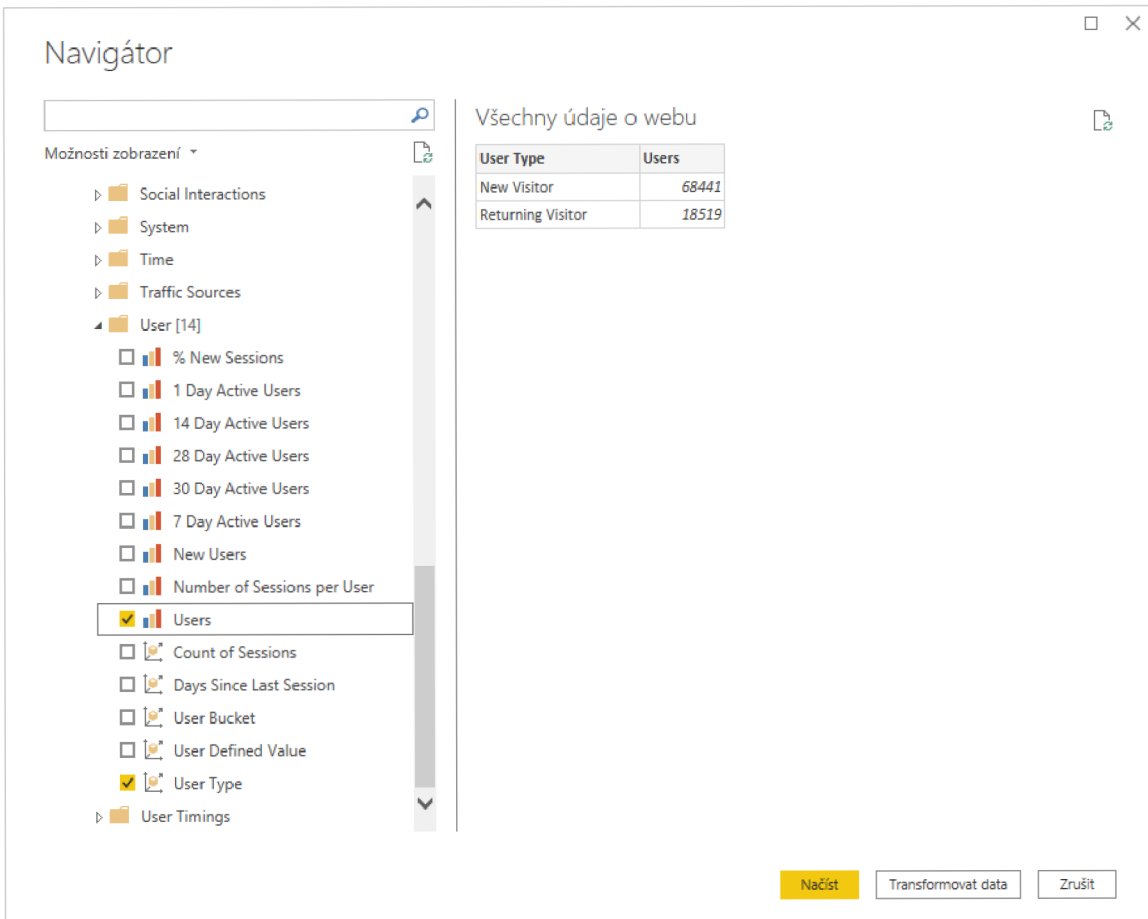 Navigátor
Možnosti zobrazení
Social Interactions
System
Time
Traffic Sources
User [14]
% New Sessions
1 Day Active Users
14 Day Active Users
28 Day Active Users
30 Day Active Users
7 Day Active Users
New Users
Number of Sessions per User
Users
Count of Sessions
Days Since Last Session
User Bucket
User Defined Value
User Type
User Timings
Všechny údaje o webu
User Type Users
New Visitor 68441
Returning Visitor 18519
Načíst Transformovat data Zrušit